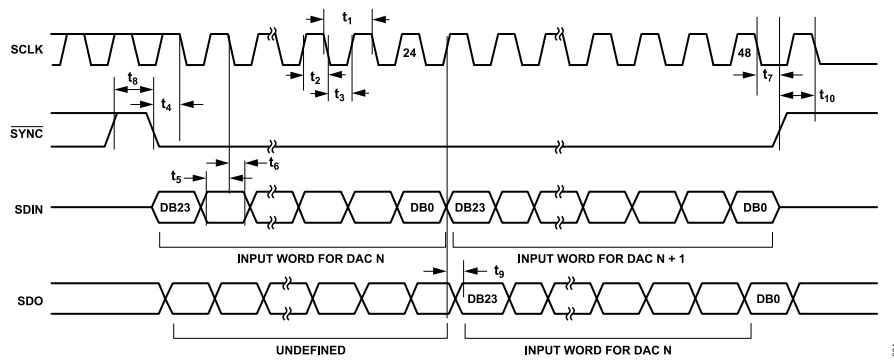 t1
SCLK
24
48
t2
t3
t7
t8
t4
t10
SYNC
t5
t6
SDIN
DB23
DB0
DB23
DB0
INPUT WORD FOR DAC N
INPUT WORD FOR DAC N + 1
t9
SDO
DB23
DB0
UNDEFINED
INPUT WORD FOR DAC N